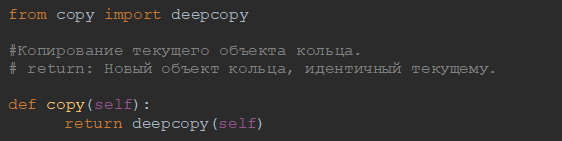 from copy import deepcopy
#Копирование текущего объекта кольца.
# return: Новый объект кольца, идентичный текущему.
def copy(self):
return deepcopy(self)